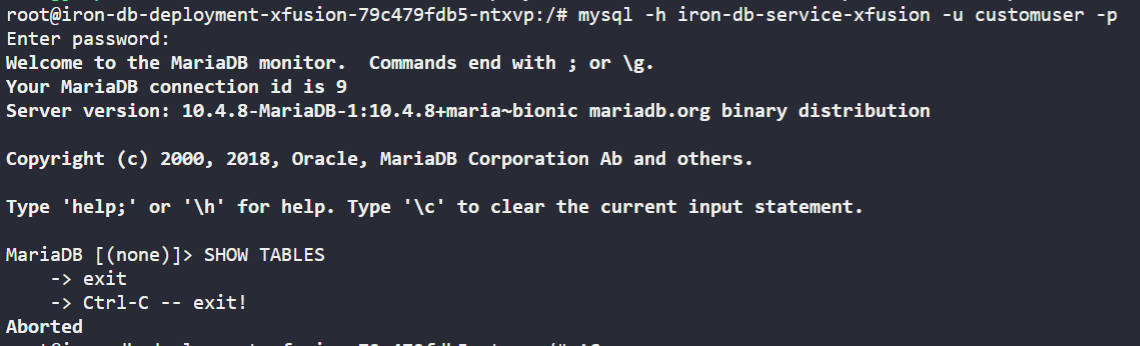 root@iron-db-deployment-xfusion-79c479fdb5-ntxvp:/# mysql -h iron-db-service-xfusion -u customuser -p
Enter password:
Welcome to the MariaDB monitor.  Commands end with ; or \g.
Your MariaDB connection id is 9
Server version: 10.4.8-MariaDB-1:10.4.8+maria~bionic mariadb.org binary distribution
Copyright (c) 2000, 2018, Oracle, MariaDB Corporation Ab and others.
Type 'help;' or '\h' for help. Type '\c' to clear the current input statement.
MariaDB [(none)]> SHOW TABLES
    -> exit
    -> Ctrl-C -- exit!
Aborted